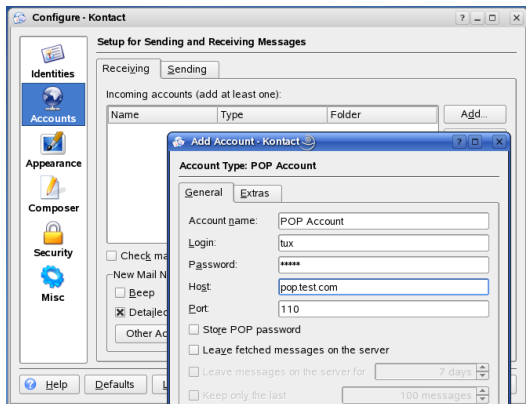 Configure - Kontact
Setup for Sending and Receiving Messages
Identities
Accounts
Appearance
Composer
Security
Misc
Receiving
Sending
Incoming accounts (add at least one):
Name Type Folder
Add...
Check ma
New Mail N
Beep
Detailed
Other Ac
Help
Defaults
L
Add Account - Kontact
Account Type: POP Account
General
Extras
Account name: POP Account
Login: tux
Password: *****
Host: pop.test.com
Port: 110
Store POP password
Leave fetched messages on the server
Leave messages on the server for 7 days
Keep only the last 100 messages